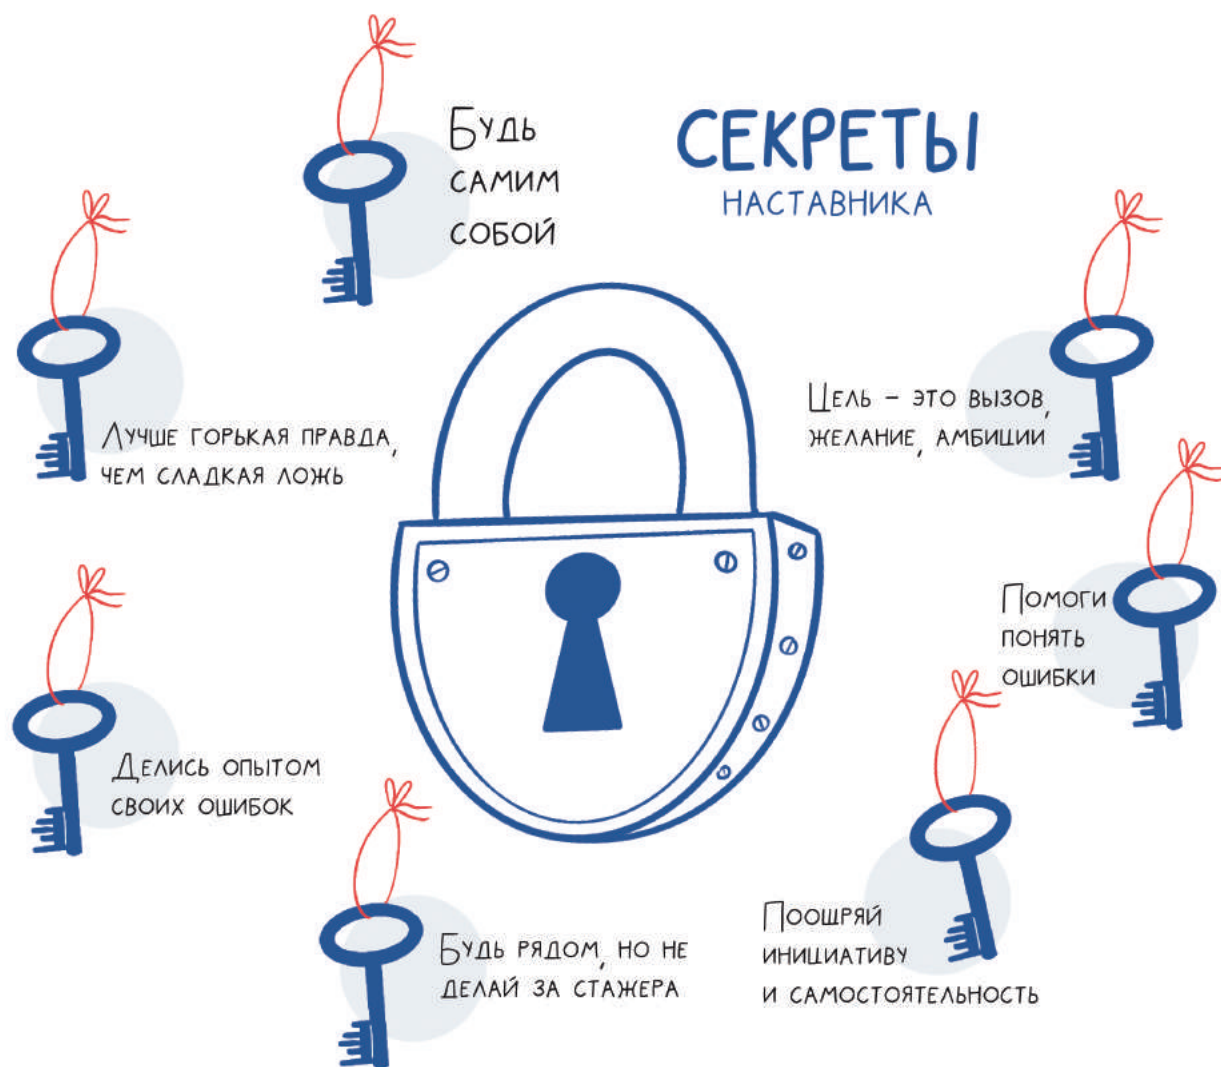 СЕКРЕТЫ
НАСТАВНИКА
Будь
самим
собой
Лучше горькая правда,
чем сладкая ложь
Цель – это вызов,
желание, амбиции
Помоги
понять
ошибки
Делись опытом
своих ошибок
Будь рядом, но не
делай за стажера
Поощряй
инициативу
и самостоятельность